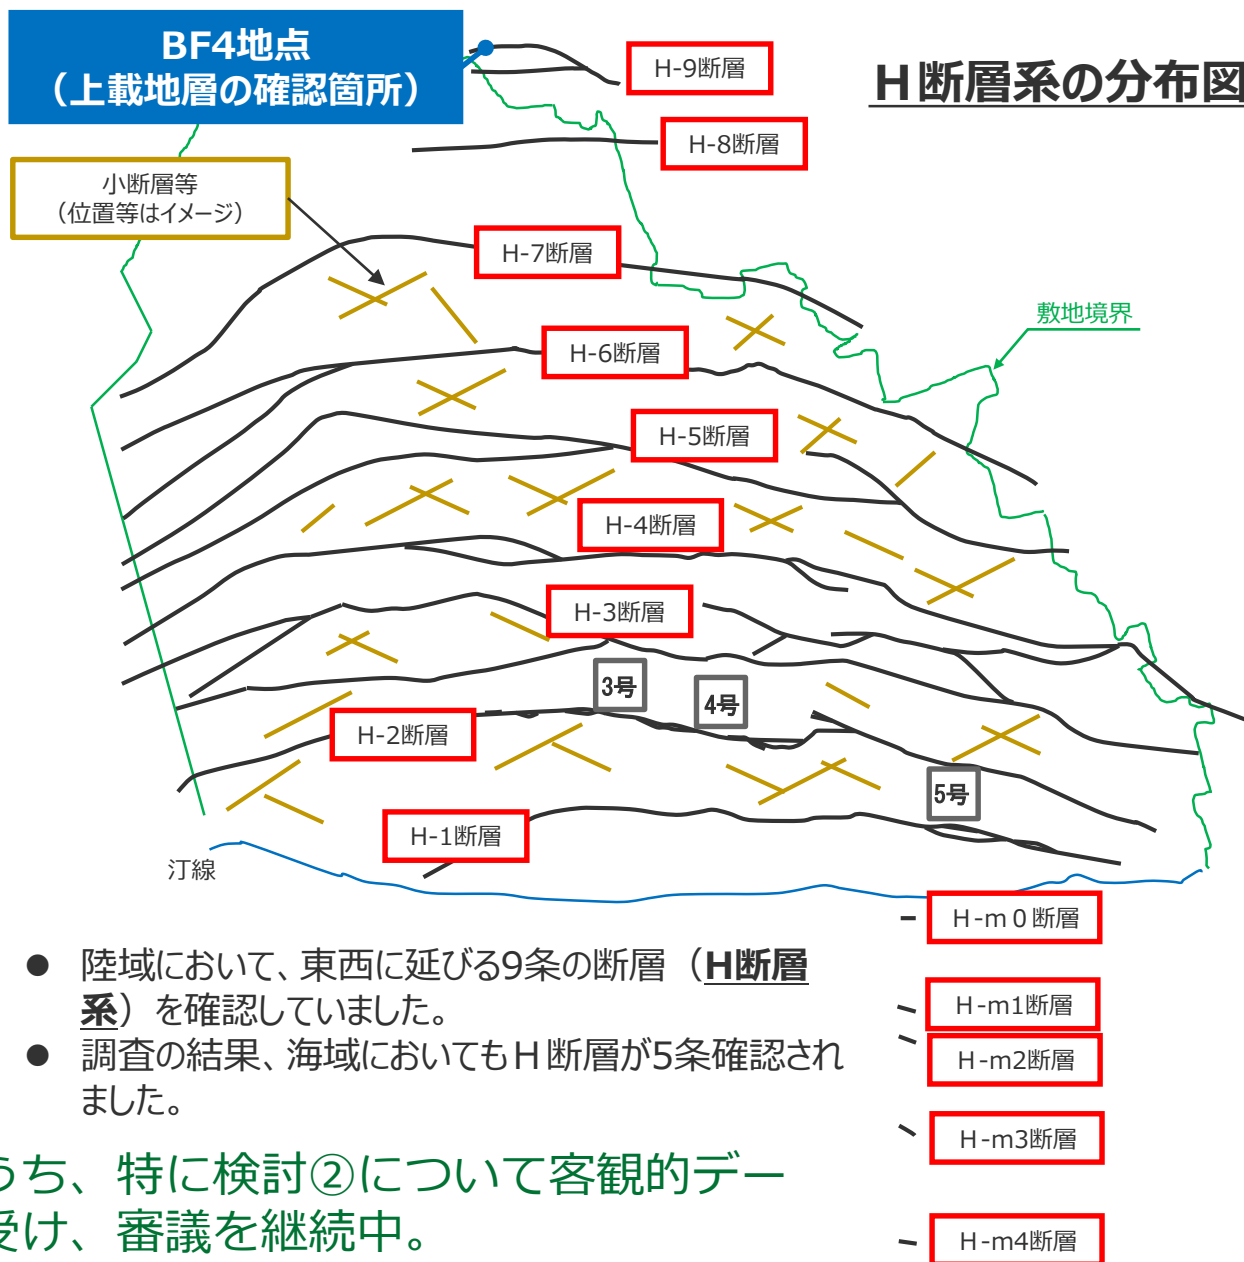 BF4地点
（上載地層の確認箇所）
H断層系の分布図
H-9断層
H-8断層
小断層等
（位置等はイメージ）
H-7断層
敷地境界
H-6断層
H-5断層
H-4断層
H-3断層
3号
4号
H-2断層
5号
H-1断層
汀線
H-m０断層
● 陸域において、東西に延びる9条の断層（H断層
系）を確認していました。
● 調査の結果、海域においてもＨ断層が5条確認され
ました。
H-m1断層
H-m2断層
H-m3断層
H-m4断層
うち、特に検討②について客観的デー
受け、審議を継続中。